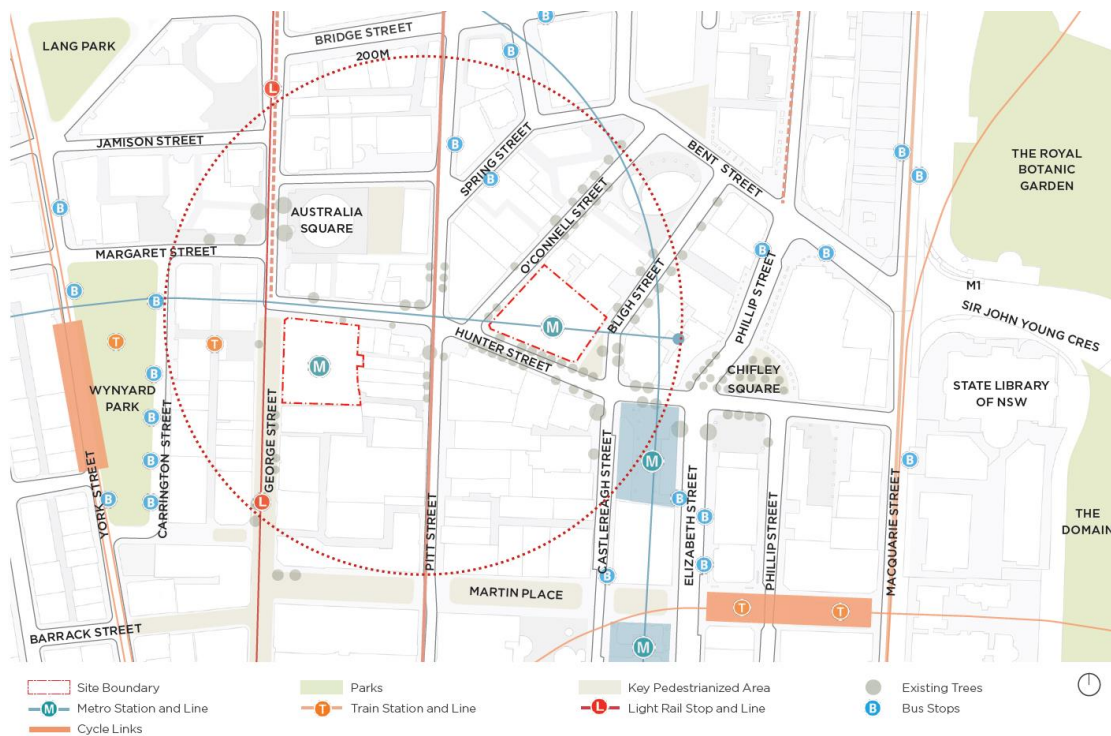 LANG PARK
BRIDGE STREET
200M
B
B
L
JAMISON STREET
B
B
SPRING STREET
BENT STREET
B
B
THE ROYAL
BOTANIC
GARDEN
B
AUSTRALIA
SQUARE
O'CONNELL STREET
MARGARET STREET
B
B
B
B
M1
SIR JOHN YOUNG CRES
M
BLIGH STREET
PHILLIP STREET
HUNTER STREET
T
T
M
CHIFLEY
SQUARE
WYNYARD
PARK
B
B
STATE LIBRARY
OF NSW
GEORGE STREET
CARRINGTON STREET
YORK STREET
B
B
B
L
PITT STREET
CASTLEREAGH STREET
M
ELIZABETH STREET
B
B
B
B
PHILLIP STREET
MACQUARIE STREET
B
THE
DOMAIN
MARTIN PLACE
T
T
BARRACK STREET
M
Site Boundary
Parks
Key Pedestrianized Area
Existing Trees
M Metro Station and Line
T Train Station and Line
L Light Rail Stop and Line
B Bus Stops
Cycle Links